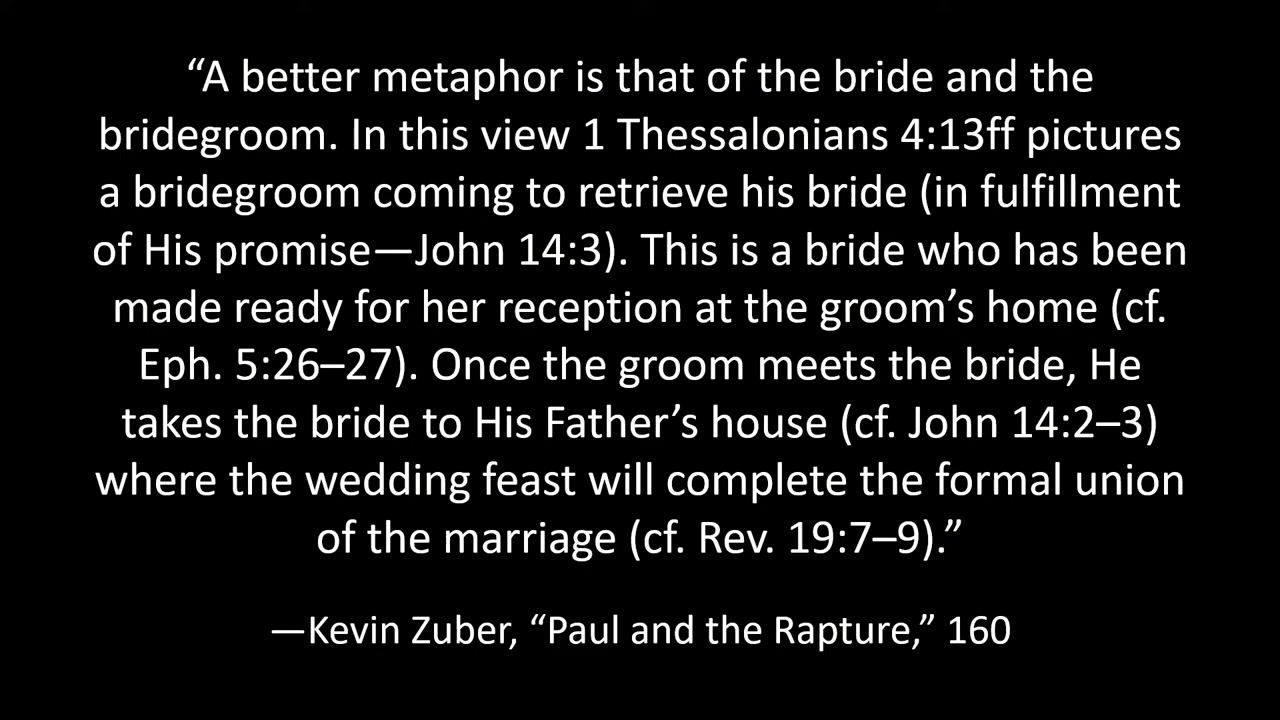 “A better metaphor is that of the bride and the
bridegroom. In this view 1 Thessalonians 4:13ff pictures
a bridegroom coming to retrieve his bride (in fulfillment
of His promise—John 14:3). This is a bride who has been
made ready for her reception at the groom’s home (cf.
Eph. 5:26–27). Once the groom meets the bride, He
takes the bride to His Father’s house (cf. John 14:2–3)
where the wedding feast will complete the formal union
of the marriage (cf. Rev. 19:7–9).”
—Kevin Zuber, “Paul and the Rapture,” 160